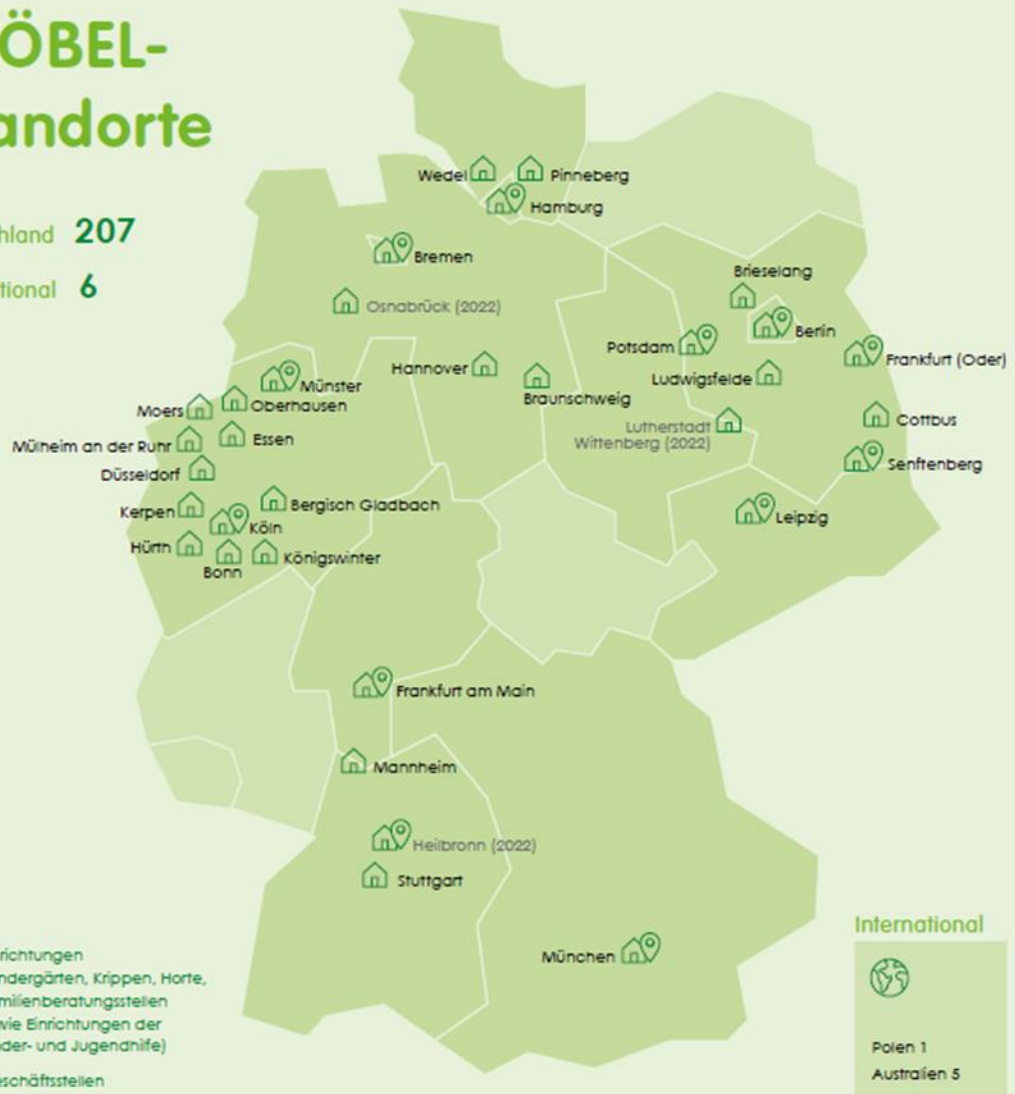 ÖBEL-
andorte
hland 207
tional 6
Wedel
Pinneberg
Hamburg
Bremen
Osnabrück (2022)
Brieselang
Berlin
Potsdam
Frankfurt (Oder)
Hannover
Ludwigsfelde
Braunschweig
Münster
Oberhausen
Moers
Cottbus
Lutherstadt
Wittenberg (2022)
Mülheim an der Ruhr
Essen
Senftenberg
Düsseldorf
Kerpen
Bergisch Gladbach
Leipzig
Köln
Hürth
Königswinter
Bonn
Frankfurt am Main
Mannheim
Heilbronn (2022)
Stuttgart
München
richtungen
ndergärten, Krippen, Horte,
milienberatungsstellen
wie Einrichtungen der
der- und Jugendhilfe)
eschäftsstellen
International
Polen 1
Australien 5